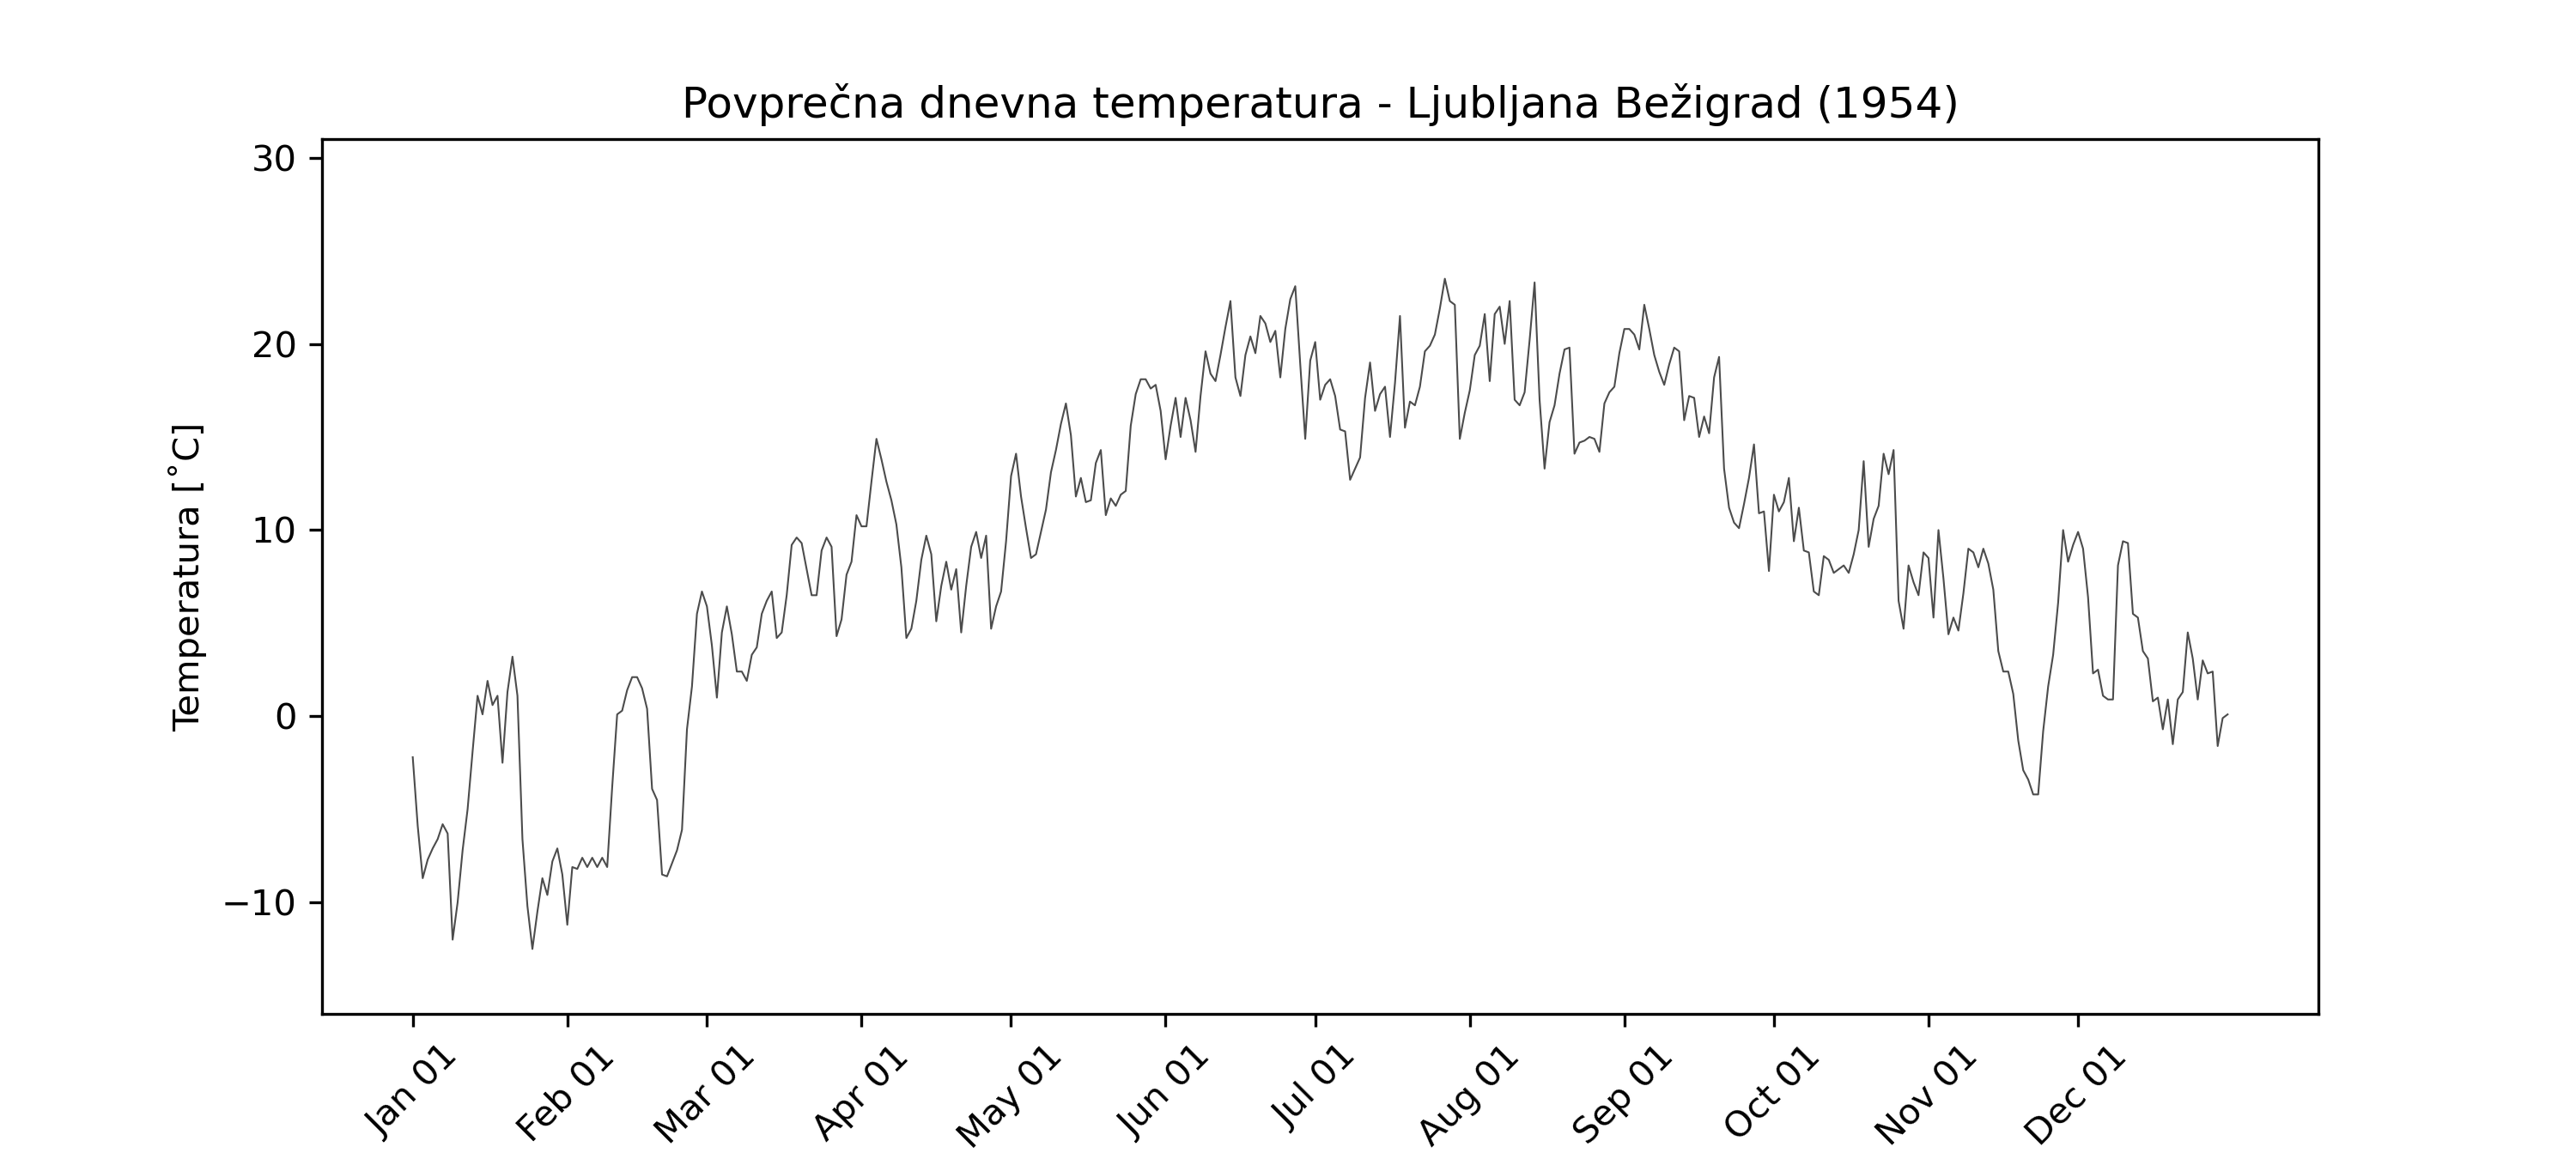 Povprečna dnevna temperatura - Ljubljana Bežigrad (1954)
30
20
10
0
−10
Temperatura [˚C]
Jan 01
Feb 01
Mar 01
Apr 01
May 01
Jun 01
Jul 01
Aug 01
Sep 01
Oct 01
Nov 01
Dec 01